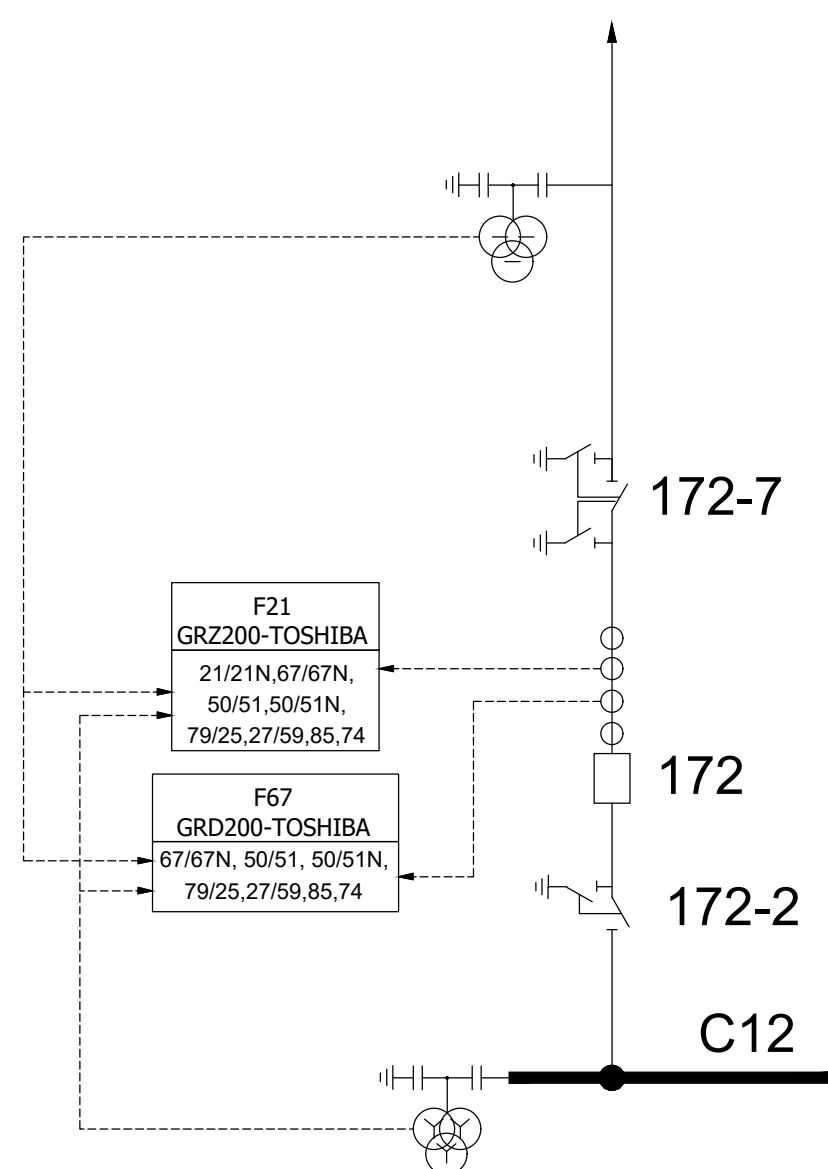 172-7
F21
GRZ200-TOSHIBA
21/21N,67/67N,
50/51,50/51N,
79/25,27/59,85,74
172
F67
GRD200-TOSHIBA
67/67N, 50/51, 50/51N,
79/25,27/59,85,74
172-2
C12